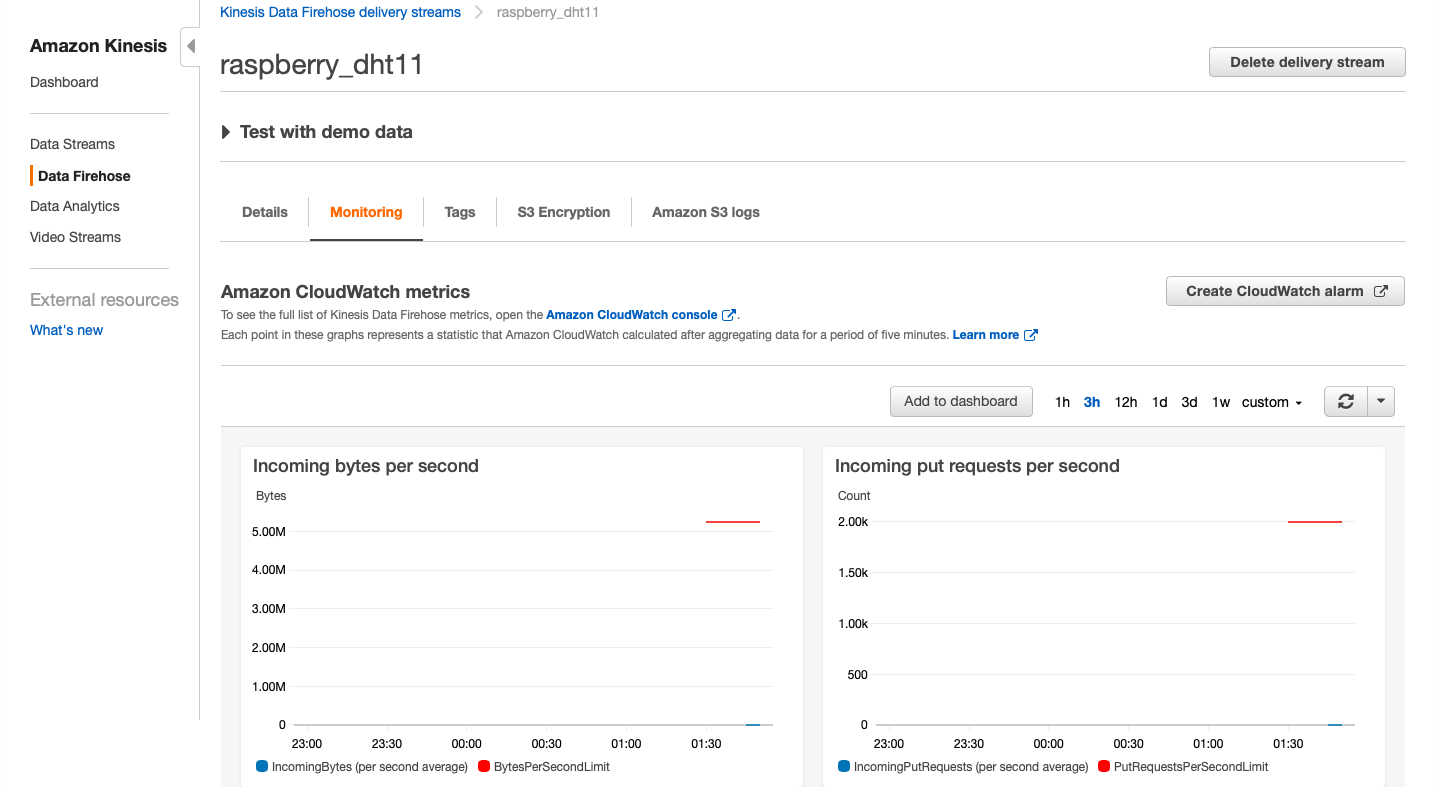 Kinesis Data Firehose delivery streams raspberry_dht11
Amazon Kinesis
raspberry_dht11
Delete delivery stream
Dashboard
Test with demo data
Data Streams
Data Firehose
Data Analytics
Video Streams
External resources
What's new
Details Monitoring Tags S3 Encryption Amazon S3 logs
Amazon CloudWatch metrics
Create CloudWatch alarm
To see the full list of Kinesis Data Firehose metrics, open the Amazon CloudWatch console.
Each point in these graphs represents a statistic that Amazon CloudWatch calculated after aggregating data for a period of five minutes. Learn more
Add to dashboard 1h 3h 12h 1d 3d 1w custom
Incoming bytes per second
Bytes
5.00M
4.00M
3.00M
2.00M
1.00M
0
23:00 23:30 00:00 00:30 01:00 01:30
IncomingBytes (per second average) BytesPerSecondLimit
Incoming put requests per second
Count
2.00k
1.50k
1.00k
500
0
23:00 23:30 00:00 00:30 01:00 01:30
IncomingPutRequests (per second average) PutRequestsPerSecondLimit